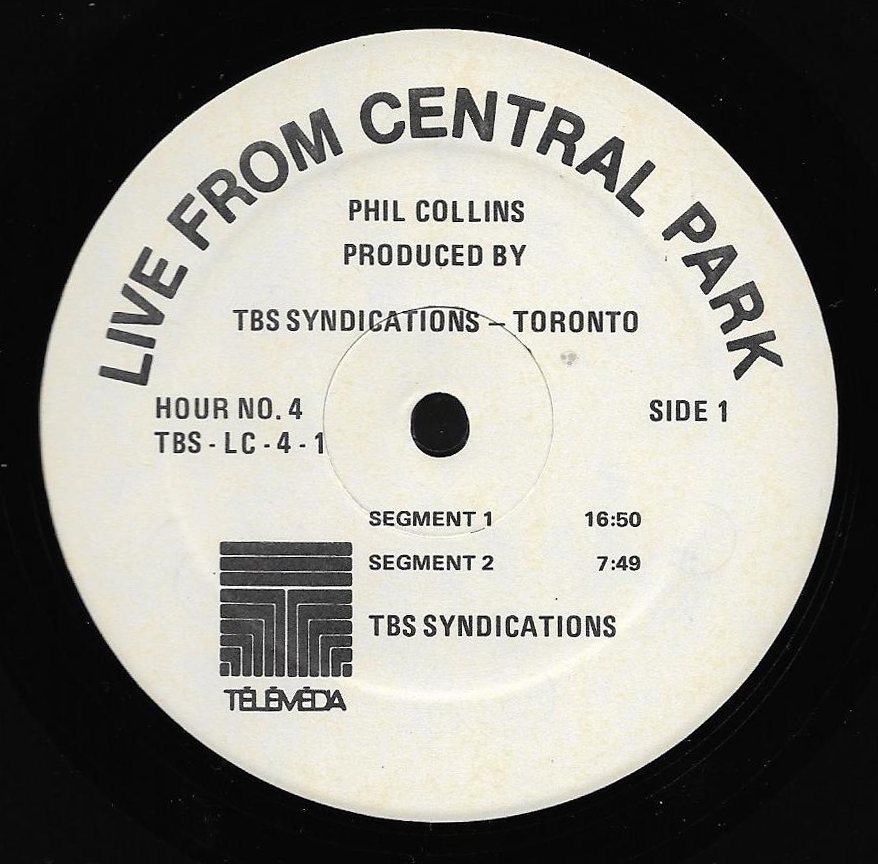 LIVE FROM CENTRAL PARK
PHIL COLLINS
PRODUCED BY
TBS SYNDICATIONS – TORONTO
HOUR NO. 4
SIDE 1
TBS - LC - 4 - 1
SEGMENT 1 16:50
SEGMENT 2 7:49
TBS SYNDICATIONS
TÉLÉMÉDIA